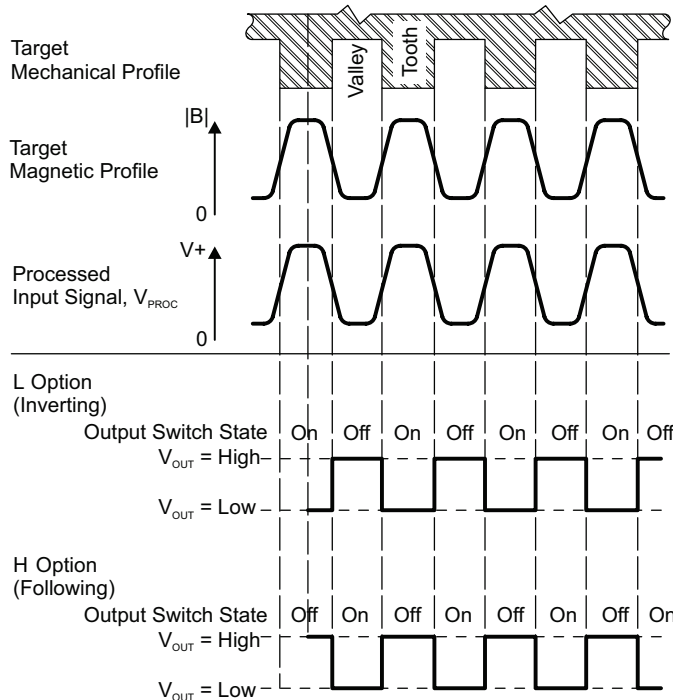 Target
Mechanical Profile
Valley
Tooth
|B|
Target
Magnetic Profile
0
V+
Processed
Input Signal, VPROC
0
L Option
(Inverting)
Output Switch State On Off On Off On Off On Off
VOUT = High
VOUT = Low
H Option
(Following)
Output Switch State Off On Off On Off On Off On
VOUT = High
VOUT = Low